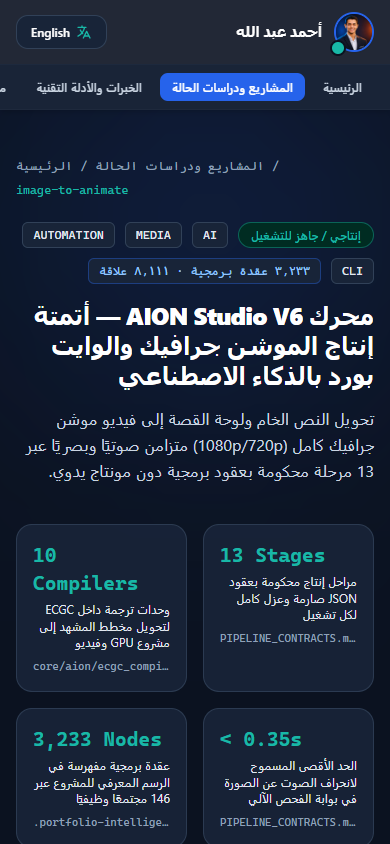 أحمد عبد الله
English
الرئيسية
المشاريع ودراسات الحالة
الخبرات والأدلة التقنية
الرئيسية / المشاريع ودراسات الحالة /
image-to-animate
إنتاجي / جاهز للتشغيل
AI
MEDIA
AUTOMATION
CLI
٣,٢٣٣ عقدة برمجية · ٨,١١١ علاقة
محرك AION Studio V6 — أتمتة
إنتاج الموشن جرافيك والوايت
بورد بالذكاء الاصطناعي
تحويل النص الخام ولوحة القصة إلى فيديو موشن
جرافيك كامل (1080p/720p) متزامن صوتيًا وبصريًا عبر
13 مرحلة محكومة بعقود برمجية دون مونتاج يدوي.
13 Stages
مراحل إنتاج محكومة بعقود
JSON صارمة وعزل كامل
لكل تشغيل
PIPELINE_CONTRACTS.m…
10
Compilers
وحدات ترجمة داخل ECGC
لتحويل مخطط المشهد إلى
مشروع GPU وفيديو
core/aion/ecgc_compi…
< 0.35s
الحد الأقصى المسموح
لانحراف الصوت عن الصورة
في بوابة الفحص الآلي
PIPELINE_CONTRACTS.m…
3,233 Nodes
عقدة برمجية مفهرسة في
الرسم المعرفي للمشروع عبر
146 مجتمعًا وظيفيًا
.portfolio-intellige…